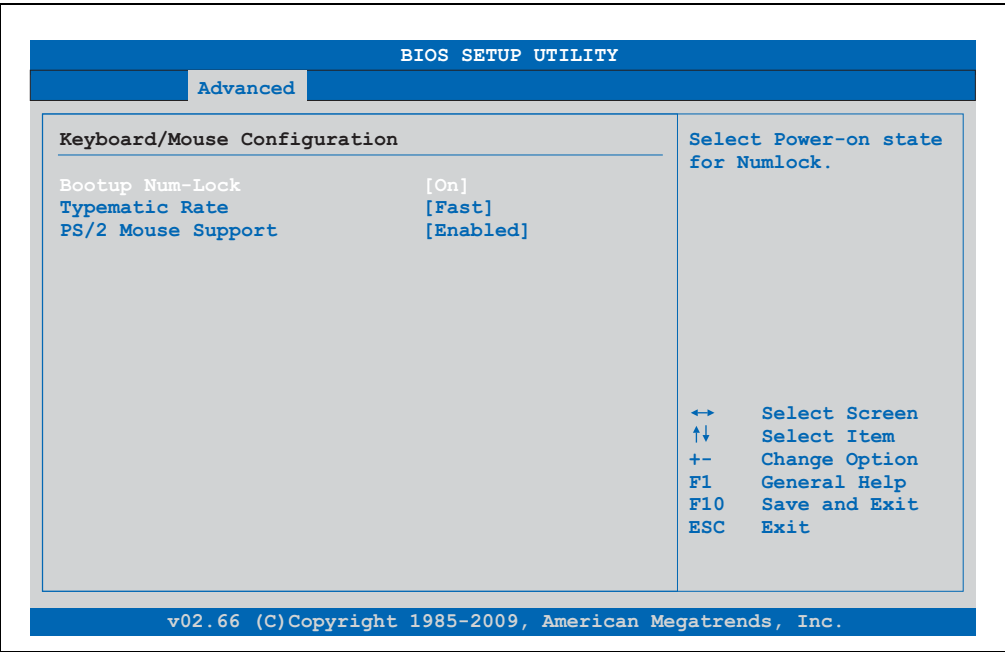 BIOS SETUP UTILITY
Advanced
Keyboard/Mouse Configuration
Bootup Num-Lock [On]
Typematic Rate [Fast]
PS/2 Mouse Support [Enabled]
Select Power-on state
for Numlock.
↔ Select Screen
↑↓ Select Item
+- Change Option
F1 General Help
F10 Save and Exit
ESC Exit
v02.66 (C)Copyright 1985-2009, American Megatrends, Inc.